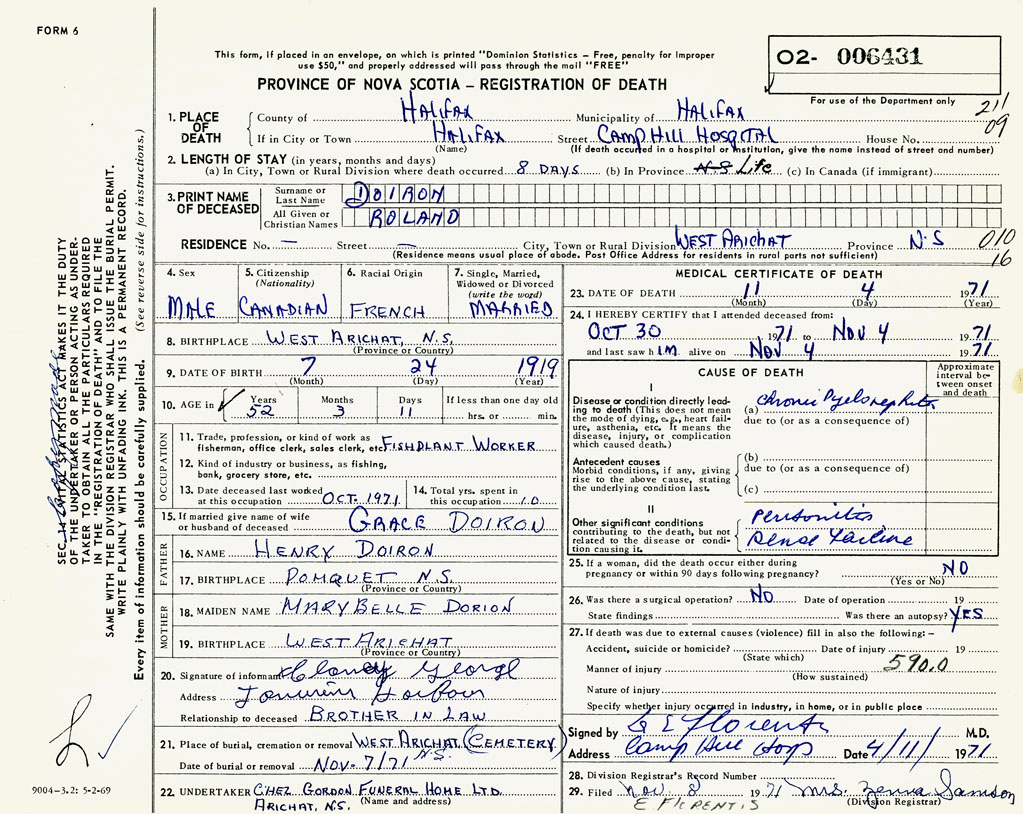 FORM 6
This form, if placed in an envelope, on which is printed "Dominion Statistics – Free, penalty for improper
use $50," and properly addressed will pass through the mail "FREE"
PROVINCE OF NOVA SCOTIA – REGISTRATION OF DEATH
02- 006431
For use of the Department only
211
09
1. PLACE OF DEATH
County of HALIFAX Municipality of HALIFAX
If in City or Town HALIFAX Street CAMP HILL HOSPITAL House No.
(Name) (If death occurred in a hospital or institution, give the name instead of street and number)
2. LENGTH OF STAY (in years, months and days)
(a) In City, Town or Rural Division where death occurred 8 DAYS (b) In Province N.S Life (c) In Canada (if immigrant)
3. PRINT NAME OF DECEASED
Surname or Last Name DOIRON
All Given or Christian Names ROLAND
RESIDENCE No. – Street – City, Town or Rural Division WEST ARICHAT Province N.S
(Residence means usual place of abode. Post Office Address for residents in rural parts not sufficient)
010
16
4. Sex
MALE
5. Citizenship
(Nationality)
CANADIAN
6. Racial Origin
FRENCH
7. Single, Married,
Widowed or Divorced
(write the word)
MARRIED
8. BIRTHPLACE WEST ARICHAT, N.S.
(Province or Country)
9. DATE OF BIRTH 7 24 1919
(Month) (Day) (Year)
10. AGE in Years 52 Months 3 Days 11 If less than one day old
hrs. or min.
OCCUPATION
11. Trade, profession, or kind of work as
fisherman, office clerk, sales clerk, etc. FISHPLANT WORKER
12. Kind of industry or business, as fishing,
bank, grocery store, etc.
13. Date deceased last worked
at this occupation OCT. 1971
14. Total yrs. spent in
this occupation 10
15. If married give name of wife
or husband of deceased GRACE DOIRON
FATHER
16. NAME HENRY DOIRON
17. BIRTHPLACE POMQUET N.S.
(Province or Country)
MOTHER
18. MAIDEN NAME MARY BELLE DORION
19. BIRTHPLACE WEST ARICHAT
(Province or Country)
20. Signature of informant George
Address
Relationship to deceased BROTHER IN LAW
21. Place of burial, cremation or removal WEST ARICHAT, (CEMETERY) N.S.
Date of burial or removal NOV. 7/71
22. UNDERTAKER CHEZ GORDON FUNERAL HOME LTD.
ARICHAT, N.S. (Name and address)
MEDICAL CERTIFICATE OF DEATH
23. DATE OF DEATH 11 4 1971
(Month) (Day) (Year)
24. I HEREBY CERTIFY that I attended deceased from:
OCT 30 1971 to NOV 4 1971
and last saw him alive on NOV 4 1971
CAUSE OF DEATH
Approximate
interval be-
tween onset
and death
I
Disease or condition directly lead-
ing to death (This does not mean
the mode of dying, e.g., heart fail-
ure, asthenia, etc. It means the
disease, injury, or complication
which caused death.)
(a) Chronic Pyelonephritis
due to (or as a consequence of)
Antecedent causes
Morbid conditions, if any, giving
rise to the above cause, stating
the underlying condition last.
(b)
due to (or as a consequence of)
(c)
II
Other significant conditions
contributing to the death, but not
related to the disease or condi-
tion causing it.
Peritonitis
Renal Failure
25. If a woman, did the death occur either during
pregnancy or within 90 days following pregnancy? NO
(Yes or No)
26. Was there a surgical operation? NO Date of operation 19
State findings Was there an autopsy? YES
27. If death was due to external causes (violence) fill in also the following: –
Accident, suicide or homicide? Date of injury 19
(State which)
Manner of injury 590.0
(How sustained)
Nature of injury
Specify whether injury occurred in industry, in home, or in public place
Signed by G E Florentis M.D.
Address Camp Hill Hosp Date 4/11/ 1971
28. Division Registrar's Record Number
29. Filed Nov. 8 1971 Mrs. Zenna Samson
E FLORENTIS (Division Registrar)
SEC. VITAL STATISTICS ACT MAKES IT THE DUTY
OF THE UNDERTAKER OR PERSON ACTING AS UNDER-
TAKER TO OBTAIN ALL THE PARTICULARS REQUIRED
IN THE "REGISTRATION OF DEATH" AND TO FILE THE
SAME WITH THE DIVISION REGISTRAR WHO SHALL ISSUE THE BURIAL PERMIT.
WRITE PLAINLY WITH UNFADING INK. THIS IS A PERMANENT RECORD.
Every item of information should be carefully supplied. (See reverse side for instructions.)
9004–3.2: 5-2-69